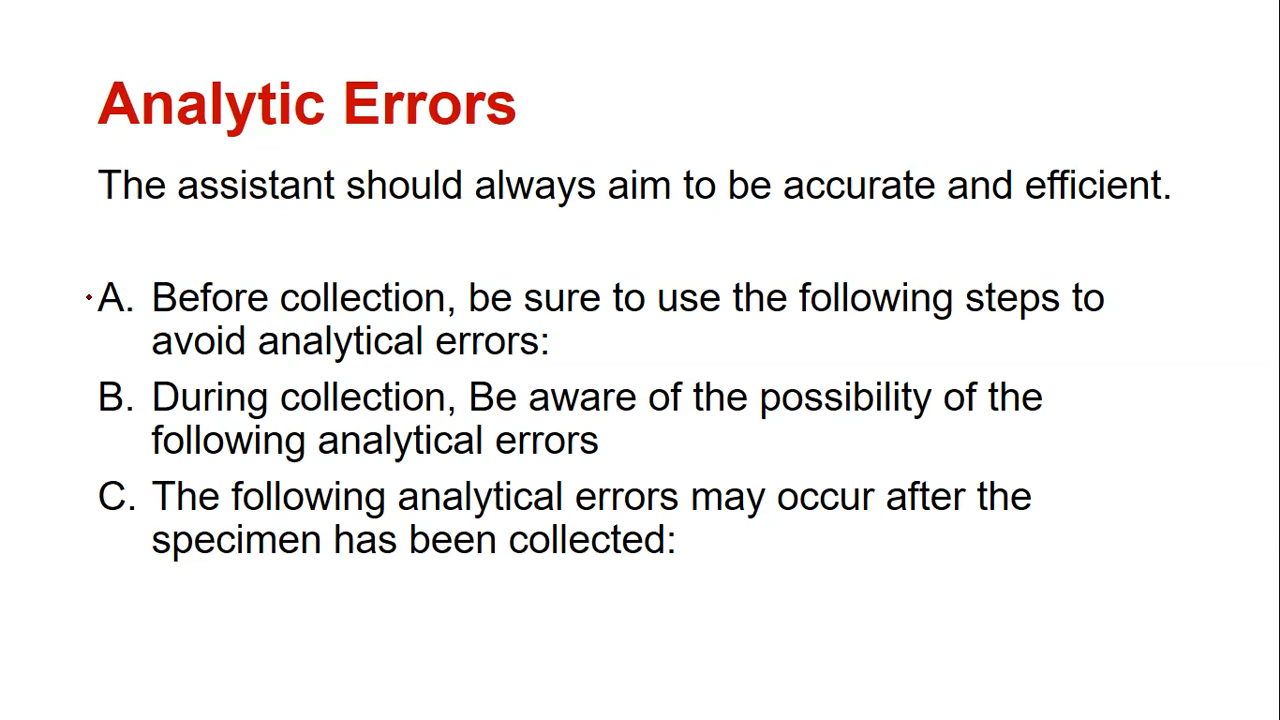 Analytic Errors
The assistant should always aim to be accurate and efficient.
A. Before collection, be sure to use the following steps to
avoid analytical errors:
B. During collection, Be aware of the possibility of the
following analytical errors
C. The following analytical errors may occur after the
specimen has been collected: